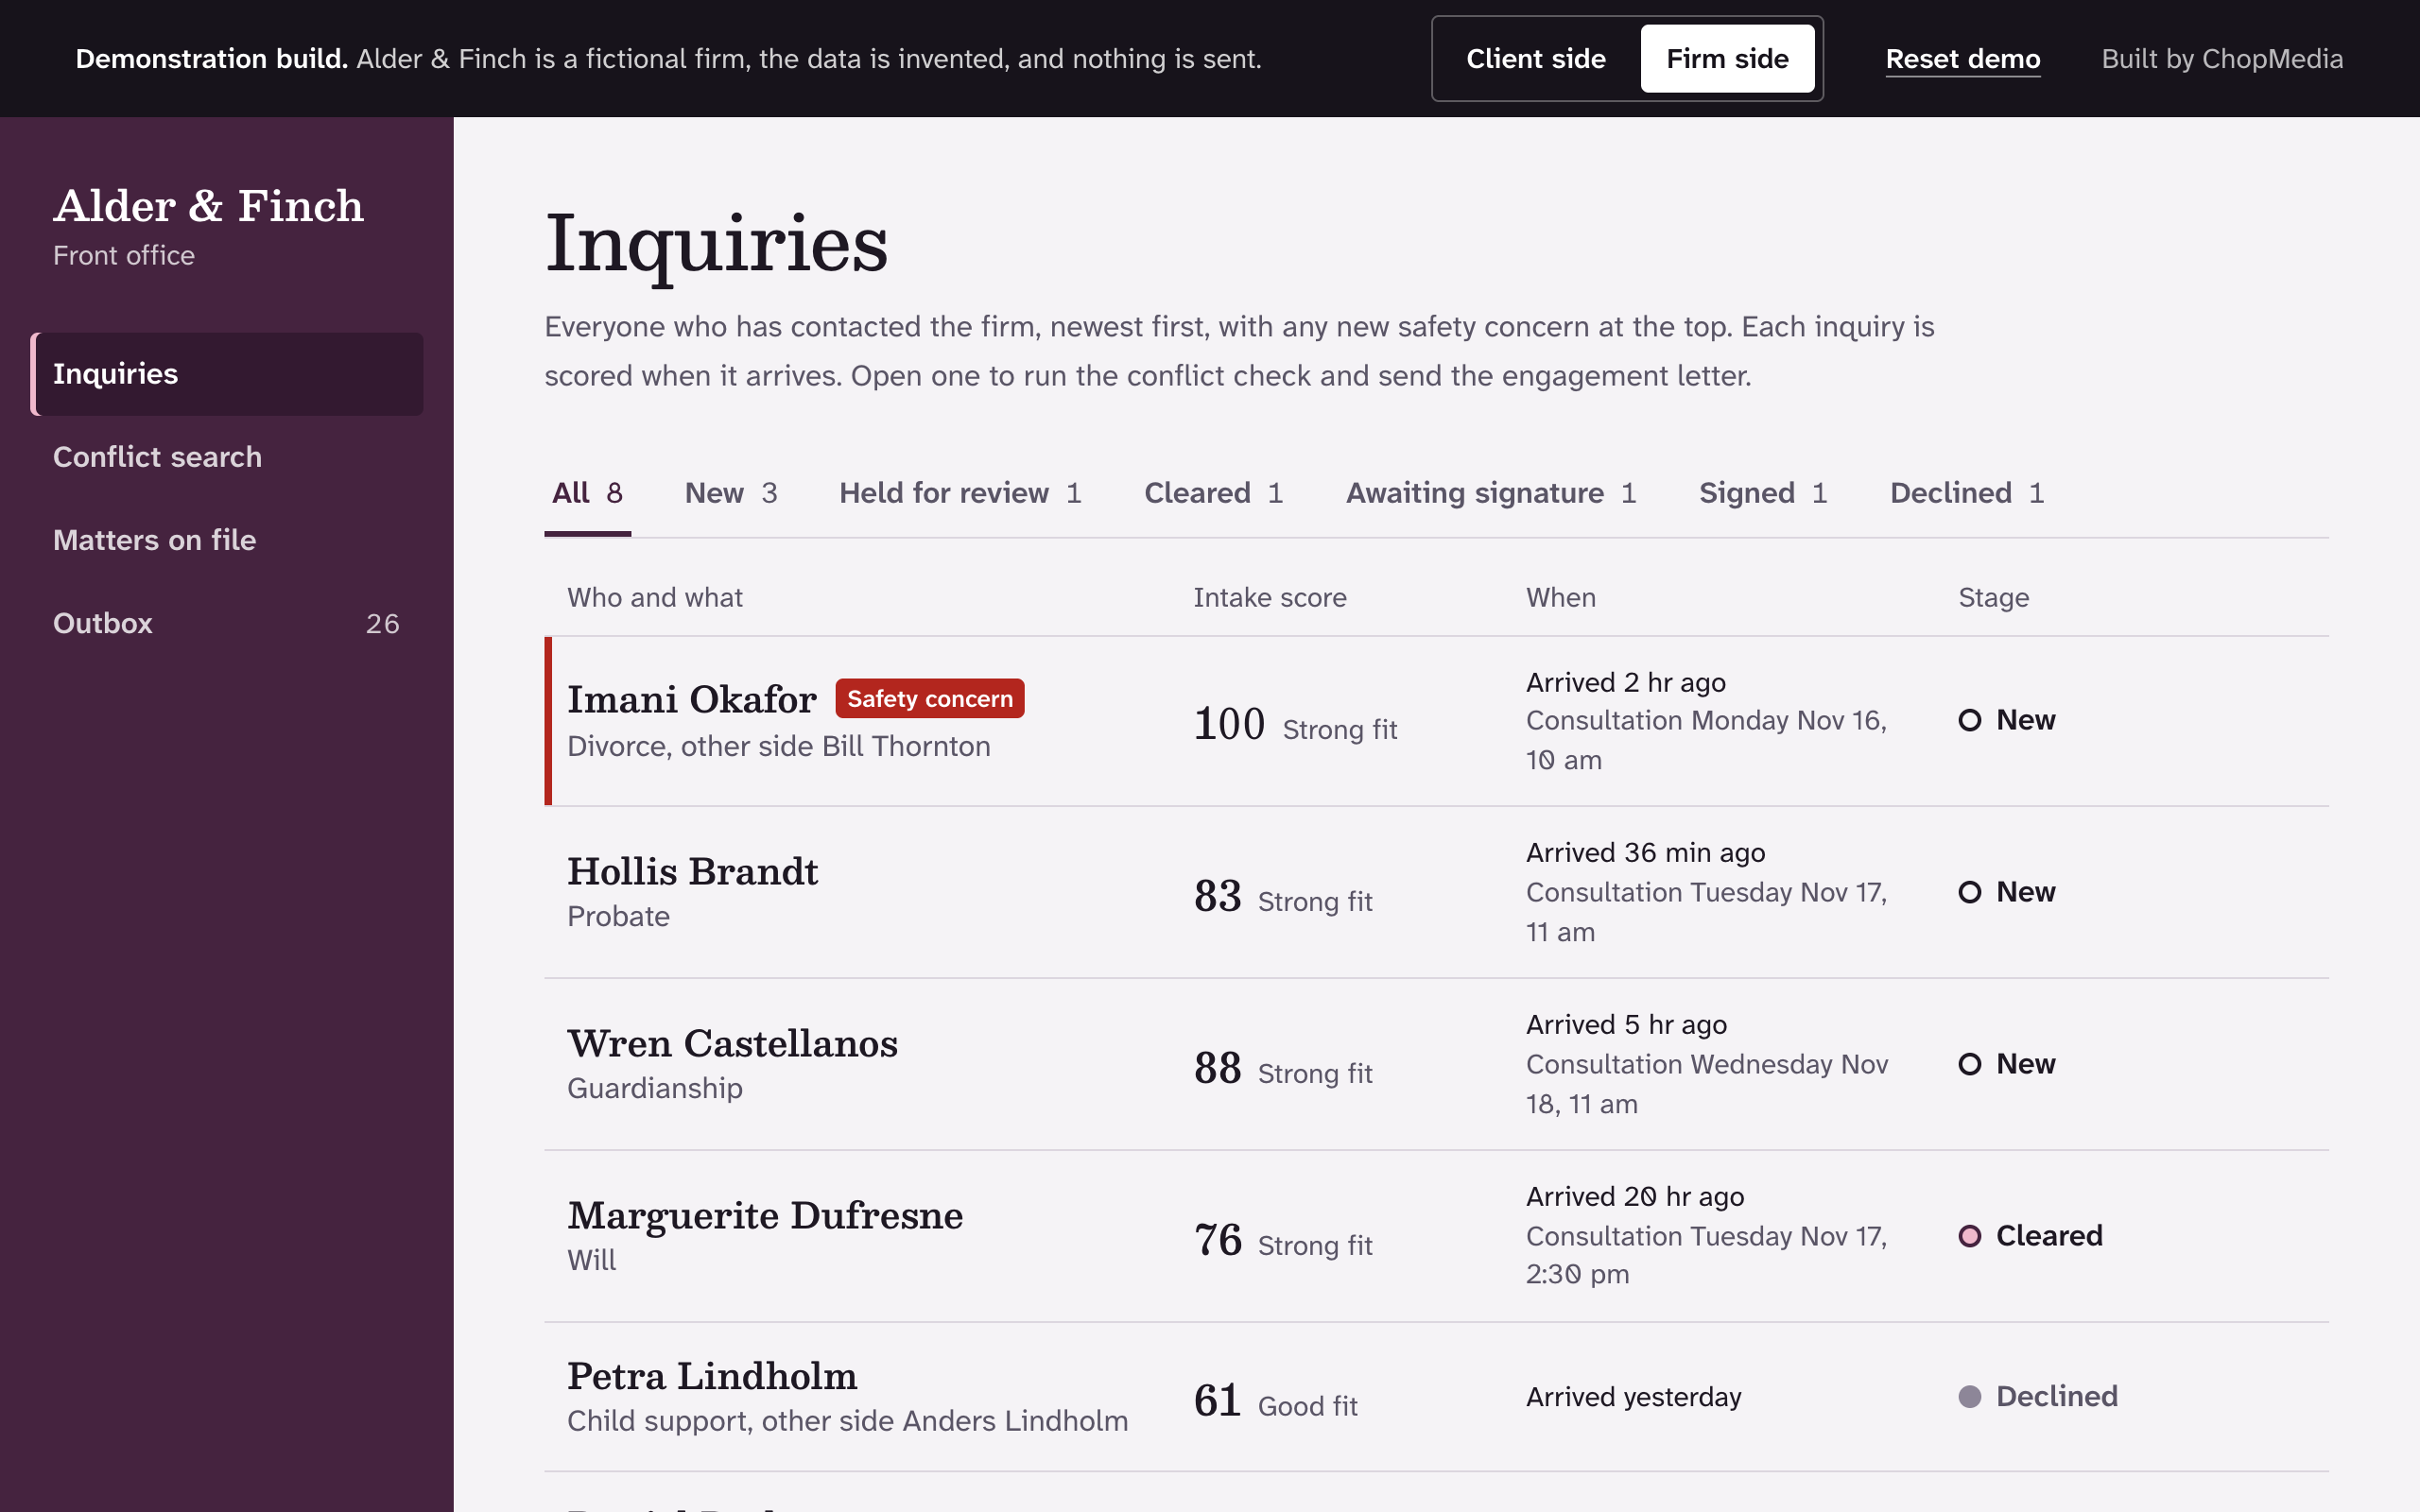 Demonstration build. Alder & Finch is a fictional firm, the data is invented, and nothing is sent.
Client side
Firm side
Reset demo
Built by ChopMedia
Alder & Finch
Front office
Inquiries
Conflict search
Matters on file
Outbox 26
Inquiries
Everyone who has contacted the firm, newest first, with any new safety concern at the top. Each inquiry is
scored when it arrives. Open one to run the conflict check and send the engagement letter.
All 8 New 3 Held for review 1 Cleared 1 Awaiting signature 1 Signed 1 Declined 1
Who and what Intake score When Stage
Imani Okafor Safety concern
Divorce, other side Bill Thornton
100 Strong fit
Arrived 2 hr ago
Consultation Monday Nov 16,
10 am
New
Hollis Brandt
Probate
83 Strong fit
Arrived 36 min ago
Consultation Tuesday Nov 17,
11 am
New
Wren Castellanos
Guardianship
88 Strong fit
Arrived 5 hr ago
Consultation Wednesday Nov
18, 11 am
New
Marguerite Dufresne
Will
76 Strong fit
Arrived 20 hr ago
Consultation Tuesday Nov 17,
2:30 pm
Cleared
Petra Lindholm
Child support, other side Anders Lindholm
61 Good fit
Arrived yesterday
Declined